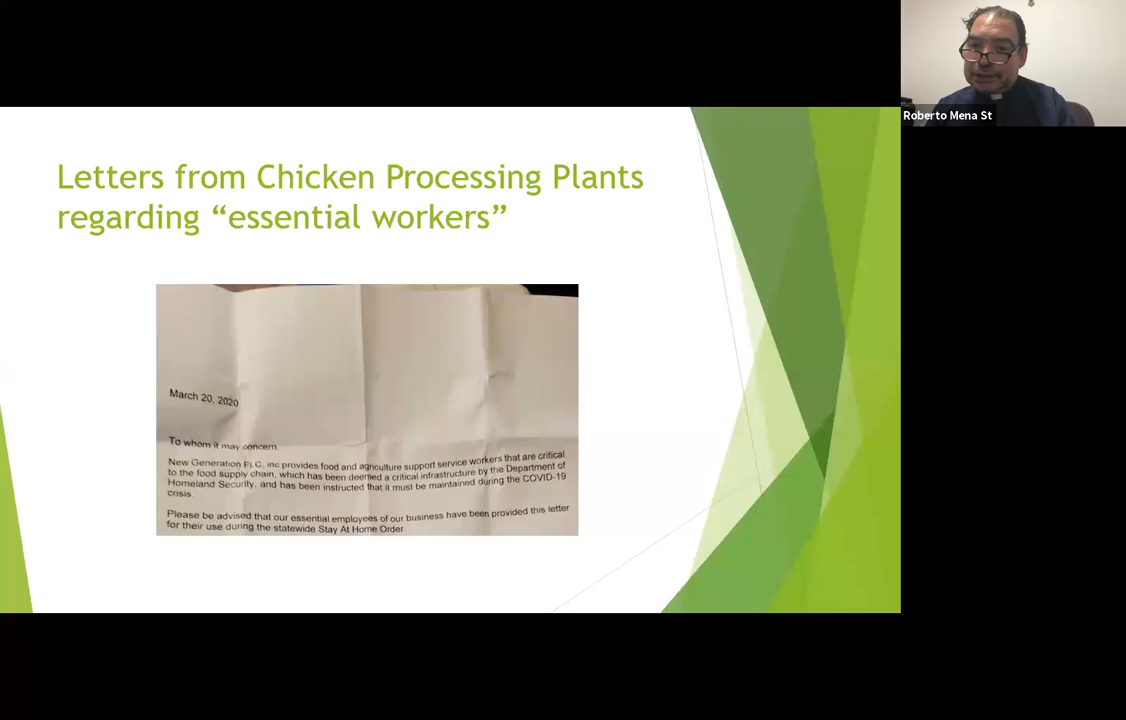 Roberto Mena St
Letters from Chicken Processing Plants
regarding “essential workers”
March 20, 2020
To whom it may concern,
New Generation FLC, inc provides food and agriculture support service workers that are critical
to the food supply chain, which has been deemed a critical infrastructure by the Department of
Homeland Security, and has been instructed that it must be maintained during the COVID-19
crisis.
Please be advised that our essential employees of our business have been provided this letter
for their use during the statewide Stay At Home Order.